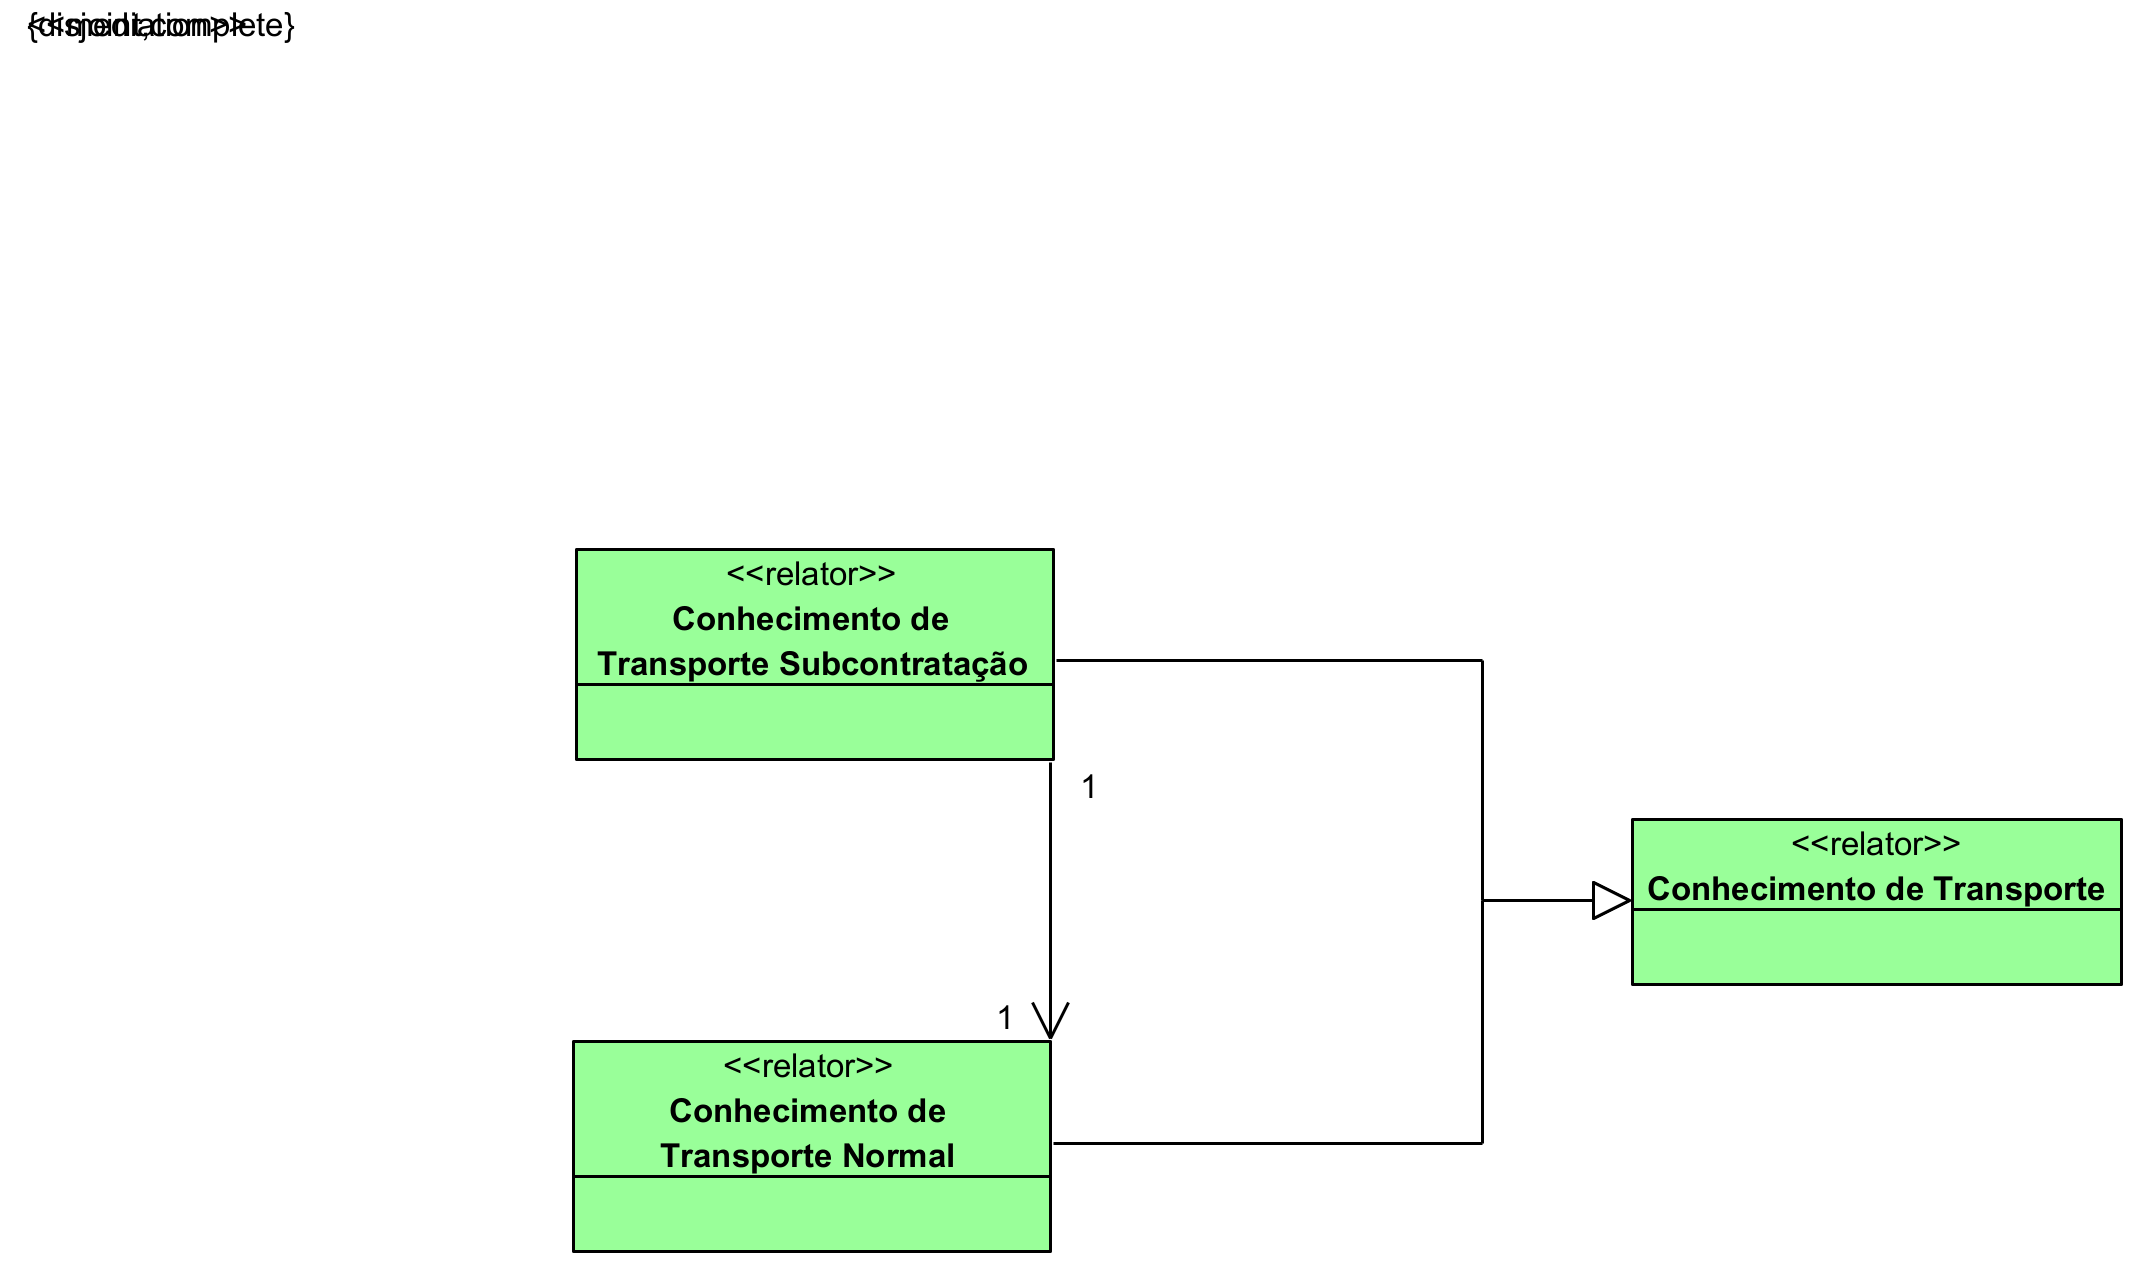 {disjoint,complete}
<<mediation>>
<<relator>>
Conhecimento de
Transporte Subcontratação
1
<<relator>>
Conhecimento de Transporte
1
<<relator>>
Conhecimento de
Transporte Normal